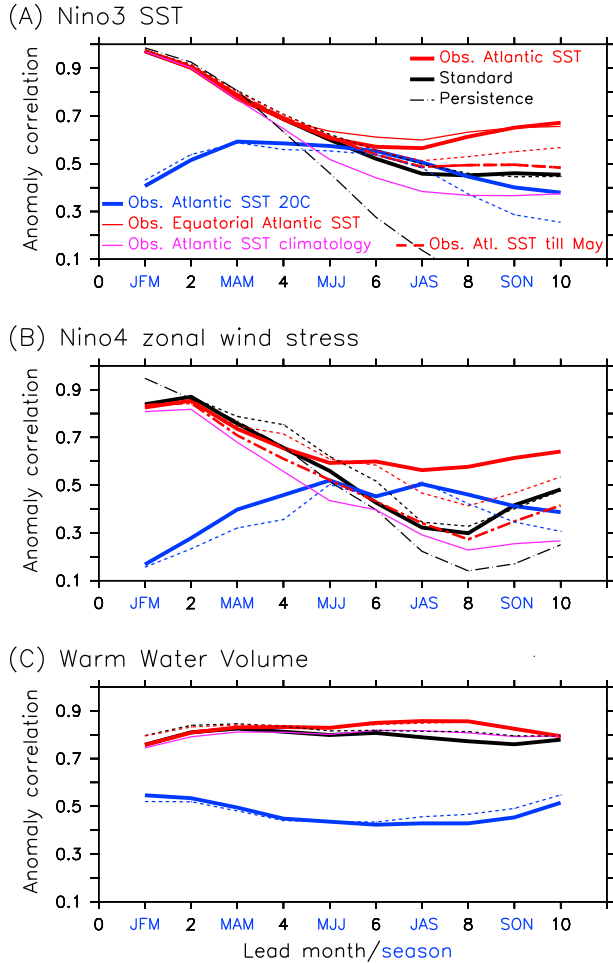 (A) Nino3 SST
Anomaly correlation
0.9
0.7
0.5
0.3
0.1
Obs. Atlantic SST
Standard
Persistence
Obs. Atlantic SST 20C
Obs. Equatorial Atlantic SST
Obs. Atlantic SST climatology
Obs. Atl. SST till May
0 JFM 2 MAM 4 MJJ 6 JAS 8 SON 10
(B) Nino4 zonal wind stress
Anomaly correlation
0.9
0.7
0.5
0.3
0.1
0 JFM 2 MAM 4 MJJ 6 JAS 8 SON 10
(C) Warm Water Volume
Anomaly correlation
0.9
0.7
0.5
0.3
0.1
0 JFM 2 MAM 4 MJJ 6 JAS 8 SON 10
Lead month/season